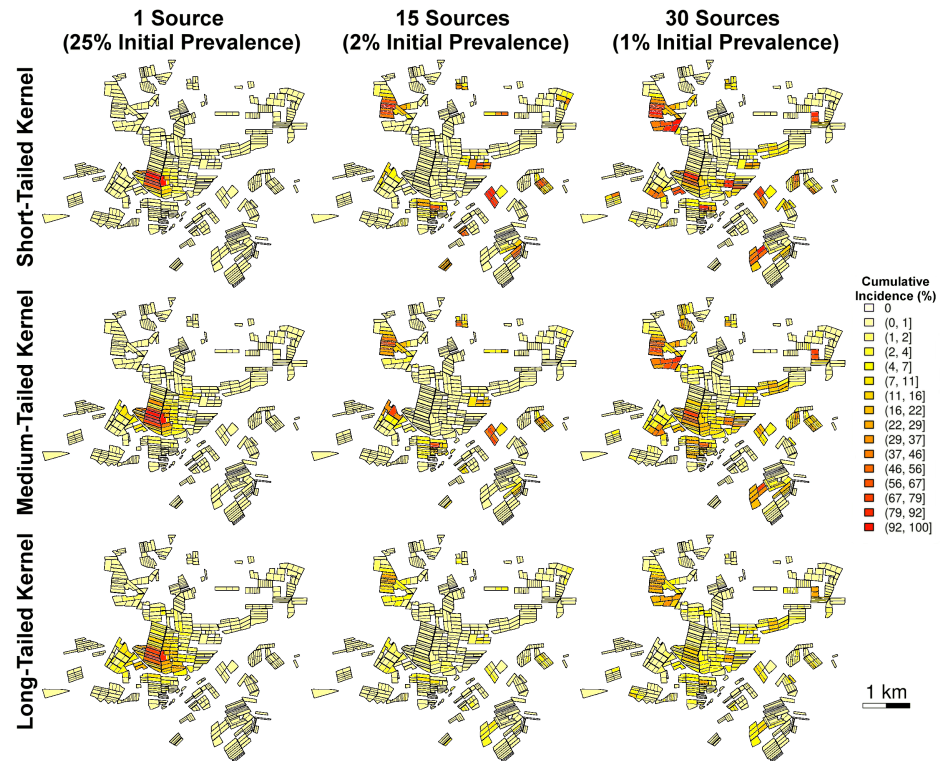 1 Source
(25% Initial Prevalence)
15 Sources
(2% Initial Prevalence)
30 Sources
(1% Initial Prevalence)
Short-Tailed Kernel
Medium-Tailed Kernel
Long-Tailed Kernel
Cumulative
Incidence (%)
0
(0, 1]
(1, 2]
(2, 4]
(4, 7]
(7, 11]
(11, 16]
(16, 22]
(22, 29]
(29, 37]
(37, 46]
(46, 56]
(56, 67]
(67, 79]
(79, 92]
(92, 100]
1 km